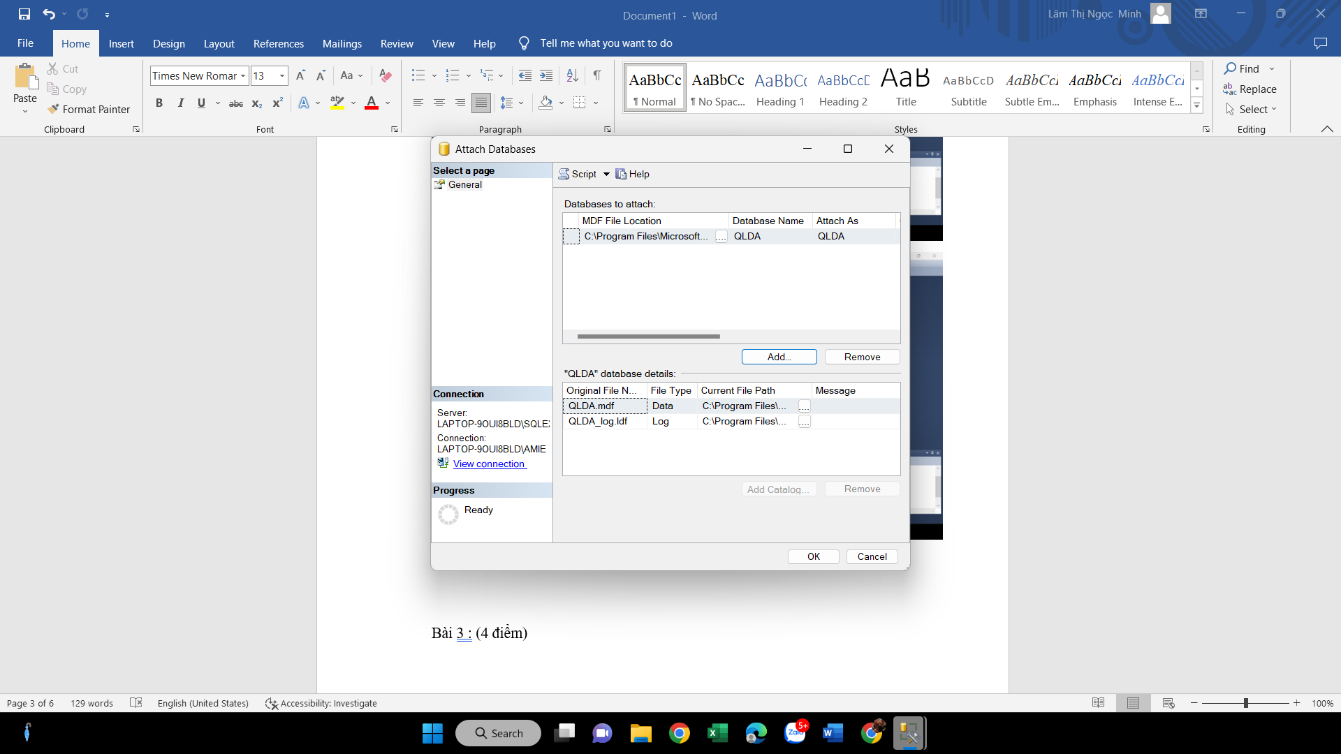 Document1 - Word
Lâm Thị Ngọc Minh
File Home Insert Design Layout References Mailings Review View Help Tell me what you want to do
Paste
Cut
Copy
Format Painter
Clipboard
Times New Roman 13
Font
Paragraph
AaBbCc AaBbCc AaBbC AaBbCc AaB AaBbCcD AaBbCc AaBbCc AaBbCc
¶ Normal ¶ No Spac... Heading 1 Heading 2 Title Subtitle Subtle Em... Emphasis Intense E...
Styles
Find
Replace
Select
Editing
Attach Databases
Select a page
General
Script Help
Databases to attach:
MDF File Location Database Name Attach As
C:\Program Files\Microsoft... ... QLDA QLDA
Add... Remove
"QLDA" database details:
Original File N... File Type Current File Path Message
QLDA.mdf Data C:\Program Files\... ...
QLDA_log.ldf Log C:\Program Files\... ...
Add Catalog... Remove
Connection
Server:
LAPTOP-9OUI8BLD\SQLE
Connection:
LAPTOP-9OUI8BLD\AMIE
View connection
Progress
Ready
OK Cancel
Bài 3 : (4 điểm)
Page 3 of 6 129 words English (United States) Accessibility: Investigate 100%
Search
5+
Zalo